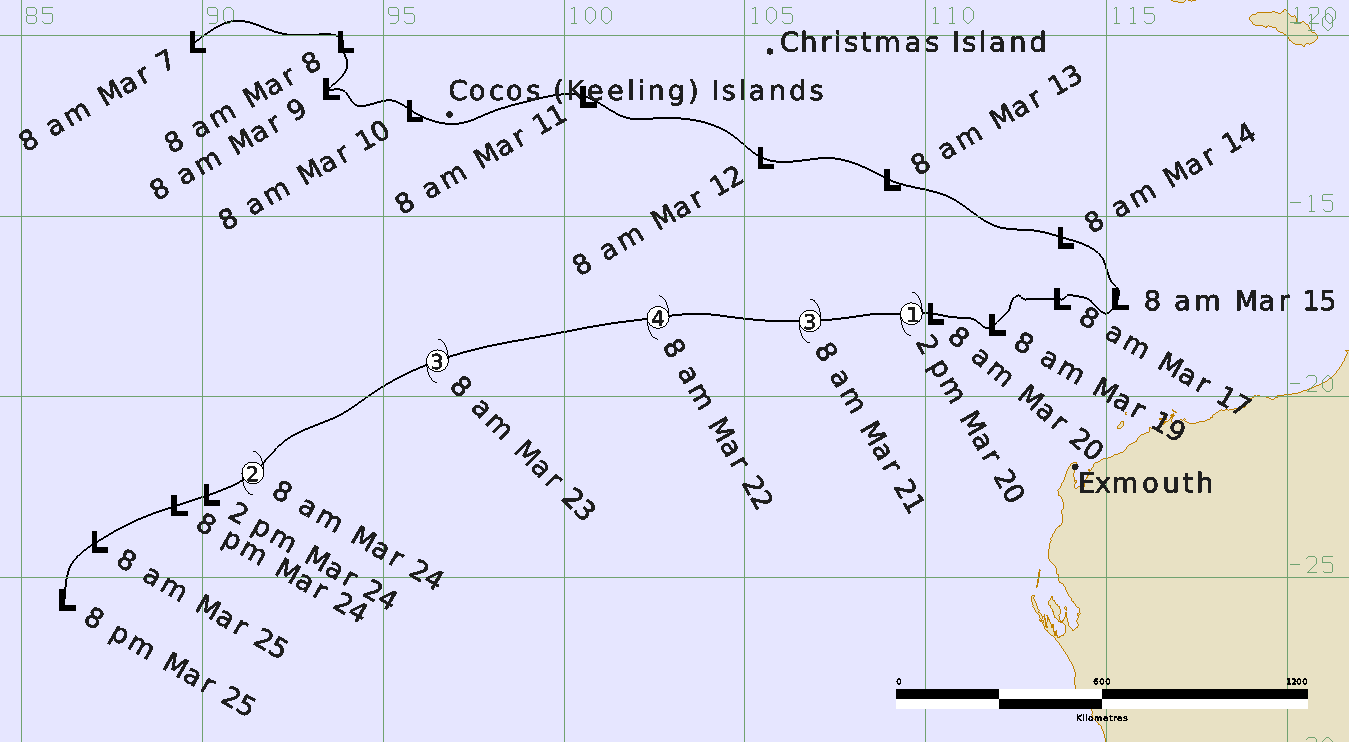 85 90 95 100 105 110 115 120
-10
Christmas Island
8 am Mar 7
8 am Mar 8
8 am Mar 9
Cocos (Keeling) Islands
8 am Mar 10
8 am Mar 11
8 am Mar 12
8 am Mar 13
8 am Mar 14
-15
8 am Mar 15
8 am Mar 17
8 am Mar 19
8 am Mar 20
1
2 pm Mar 20
3
8 am Mar 21
4
8 am Mar 22
3
8 am Mar 23
-20
2
8 am Mar 24
2 pm Mar 24
8 pm Mar 24
8 am Mar 25
8 pm Mar 25
Exmouth
-25
0 600 1200
Kilometres
-30